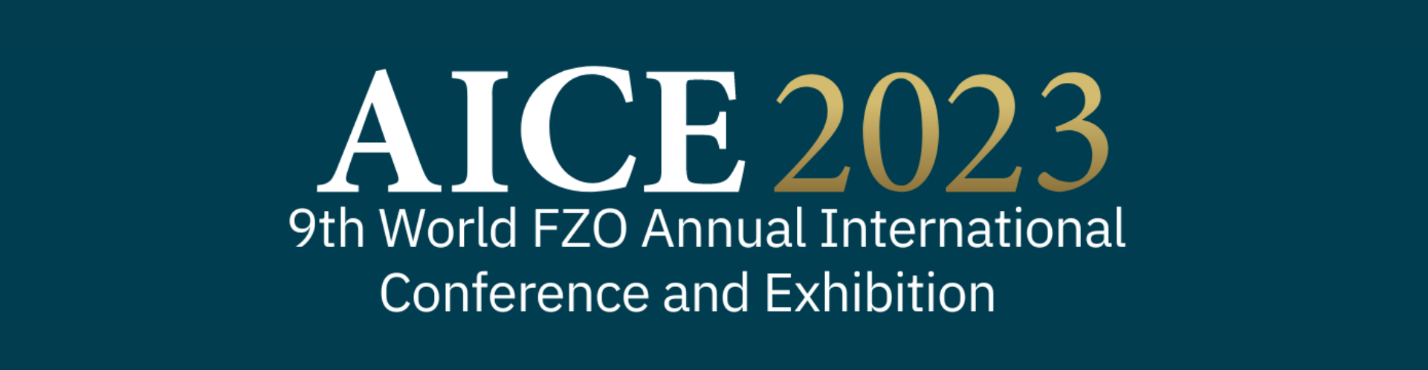 AICE 2023
9th World FZO Annual International
Conference and Exhibition